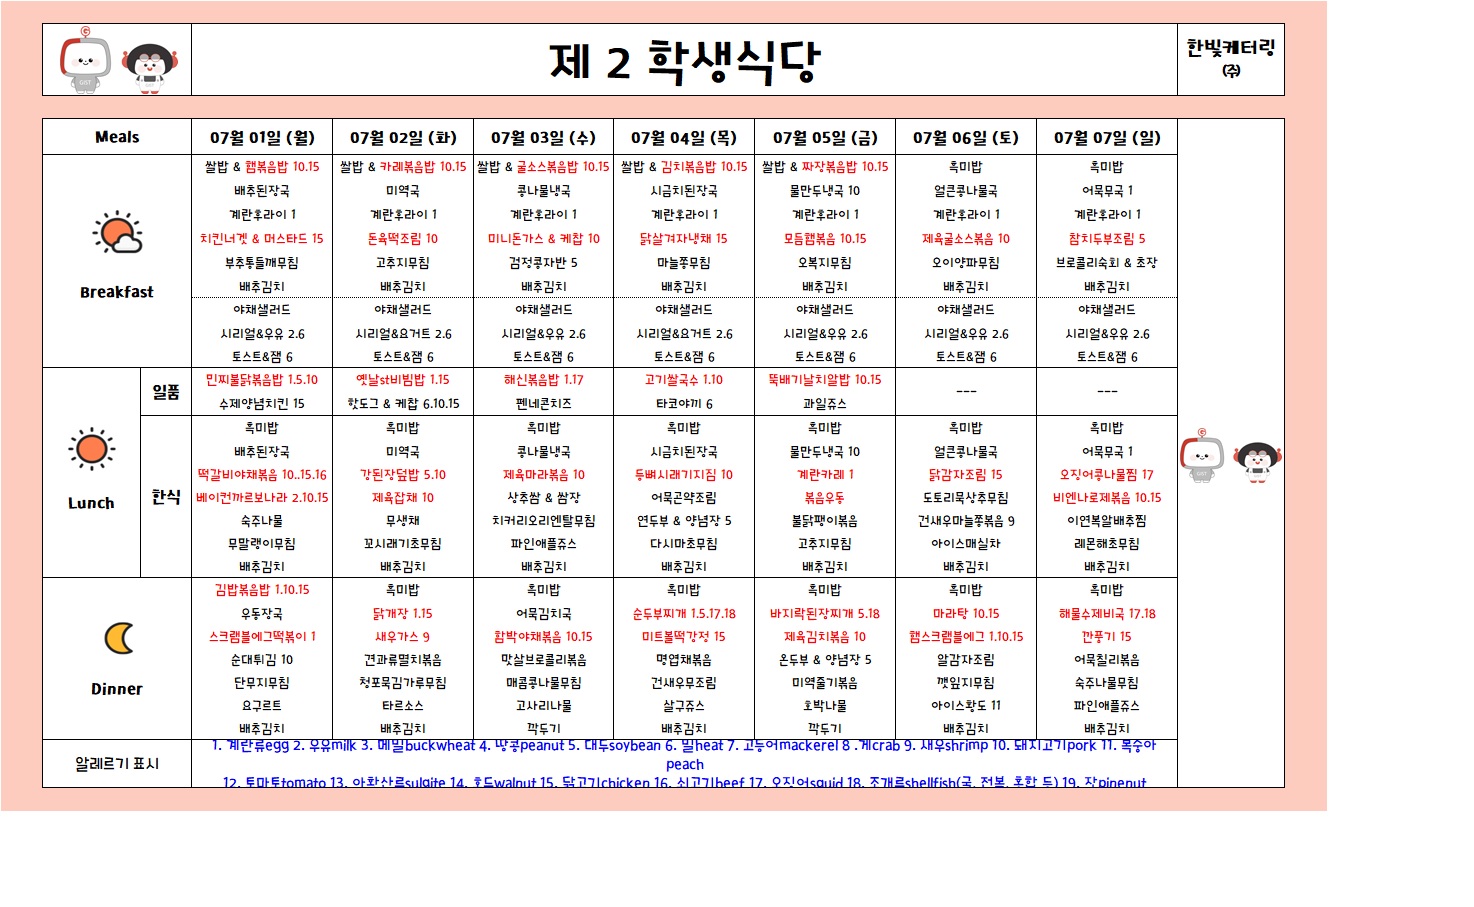 제 2 학생식당
한빛케터링
㈜
Meals 07월 01일 (월) 07월 02일 (화) 07월 03일 (수) 07월 04일 (목) 07월 05일 (금) 07월 06일 (토) 07월 07일 (일)
Breakfast
쌀밥 & 햄볶음밥 10.15 쌀밥 & 카레볶음밥 10.15 쌀밥 & 굴소스볶음밥 10.15 쌀밥 & 김치볶음밥 10.15 쌀밥 & 짜장볶음밥 10.15 흑미밥 흑미밥
배추된장국 미역국 콩나물냉국 시금치된장국 물만두냉국 10 얼큰콩나물국 어묵무국 1
계란후라이 1 계란후라이 1 계란후라이 1 계란후라이 1 계란후라이 1 계란후라이 1 계란후라이 1
치킨너겟 & 머스타드 15 돈육떡조림 10 미니돈가스 & 케찹 10 닭살겨자냉채 15 모듬햄볶음 10.15 제육굴소스볶음 10 참치두부조림 5
부추통들깨무침 고추지무침 검정콩자반 5 마늘쫑무침 오복지무침 오이양파무침 브로콜리숙회 & 초장
배추김치 배추김치 배추김치 배추김치 배추김치 배추김치 배추김치
야채샐러드 야채샐러드 야채샐러드 야채샐러드 야채샐러드 야채샐러드 야채샐러드
시리얼&우유 2.6 시리얼&요거트 2.6 시리얼&우유 2.6 시리얼&요거트 2.6 시리얼&우유 2.6 시리얼&우유 2.6 시리얼&우유 2.6
토스트&잼 6 토스트&잼 6 토스트&잼 6 토스트&잼 6 토스트&잼 6 토스트&잼 6 토스트&잼 6
Lunch
일품
민찌불닭볶음밥 1.5.10 옛날st비빔밥 1.15 해신볶음밥 1.17 고기쌀국수 1.10 뚝배기날치알밥 10.15 --- ---
수제양념치킨 15 핫도그 & 케찹 6.10.15 펜네콘치즈 타코야끼 6 과일쥬스
한식
흑미밥 흑미밥 흑미밥 흑미밥 흑미밥 흑미밥 흑미밥
배추된장국 미역국 콩나물냉국 시금치된장국 물만두냉국 10 얼큰콩나물국 어묵무국 1
떡갈비야채볶음 10..15.16 강된장덮밥 5.10 제육마라볶음 10 등뼈시래기지짐 10 계란카레 1 닭감자조림 15 오징어콩나물찜 17
베이컨까르보나라 2.10.15 제육잡채 10 상추쌈 & 쌈장 어묵곤약조림 볶음우동 도토리묵상추무침 비엔나로제볶음 10.15
숙주나물 무생채 치커리오리엔탈무침 연두부 & 양념장 5 불닭팽이볶음 건새우마늘쫑볶음 9 이연복알배추찜
무말랭이무침 꼬시래기초무침 파인애플쥬스 다시마초무침 고추지무침 아이스매실차 레몬해초무침
배추김치 배추김치 배추김치 배추김치 배추김치 배추김치 배추김치
Dinner
김밥볶음밥 1.10.15 흑미밥 흑미밥 흑미밥 흑미밥 흑미밥 흑미밥
우동장국 닭개장 1.15 어묵김치국 순두부찌개 1.5.17.18 바지락된장찌개 5.18 마라탕 10.15 해물수제비국 17.18
스크램블에그떡볶이 1 새우가스 9 함박야채볶음 10.15 미트볼떡강정 15 제육김치볶음 10 햄스크램블에그 1.10.15 깐풍기 15
순대튀김 10 견과류멸치볶음 맛살브로콜리볶음 명엽채볶음 온두부 & 양념장 5 알감자조림 어묵칠리볶음
단무지무침 청포묵김가루무침 매콤콩나물무침 건새우무조림 미역줄기볶음 깻잎지무침 숙주나물무침
요구르트 타르소스 고사리나물 살구쥬스 호박나물 아이스황도 11 파인애플쥬스
배추김치 배추김치 깍두기 배추김치 깍두기 배추김치 배추김치
알레르기 표시
1. 계란류egg 2. 우유milk 3. 메밀buckwheat 4. 땅콩peanut 5. 대두soybean 6. 밀heat 7. 고등어mackerel 8 .게crab 9. 새우shrimp 10. 돼지고기pork 11. 복숭아
peach
12. 토마토tomato 13. 아황산류sulgite 14. 호두walnut 15. 닭고기chicken 16. 쇠고기beef 17. 오징어squid 18. 조개류shellfish(굴, 전복, 홍합 등) 19. 잣pinenut